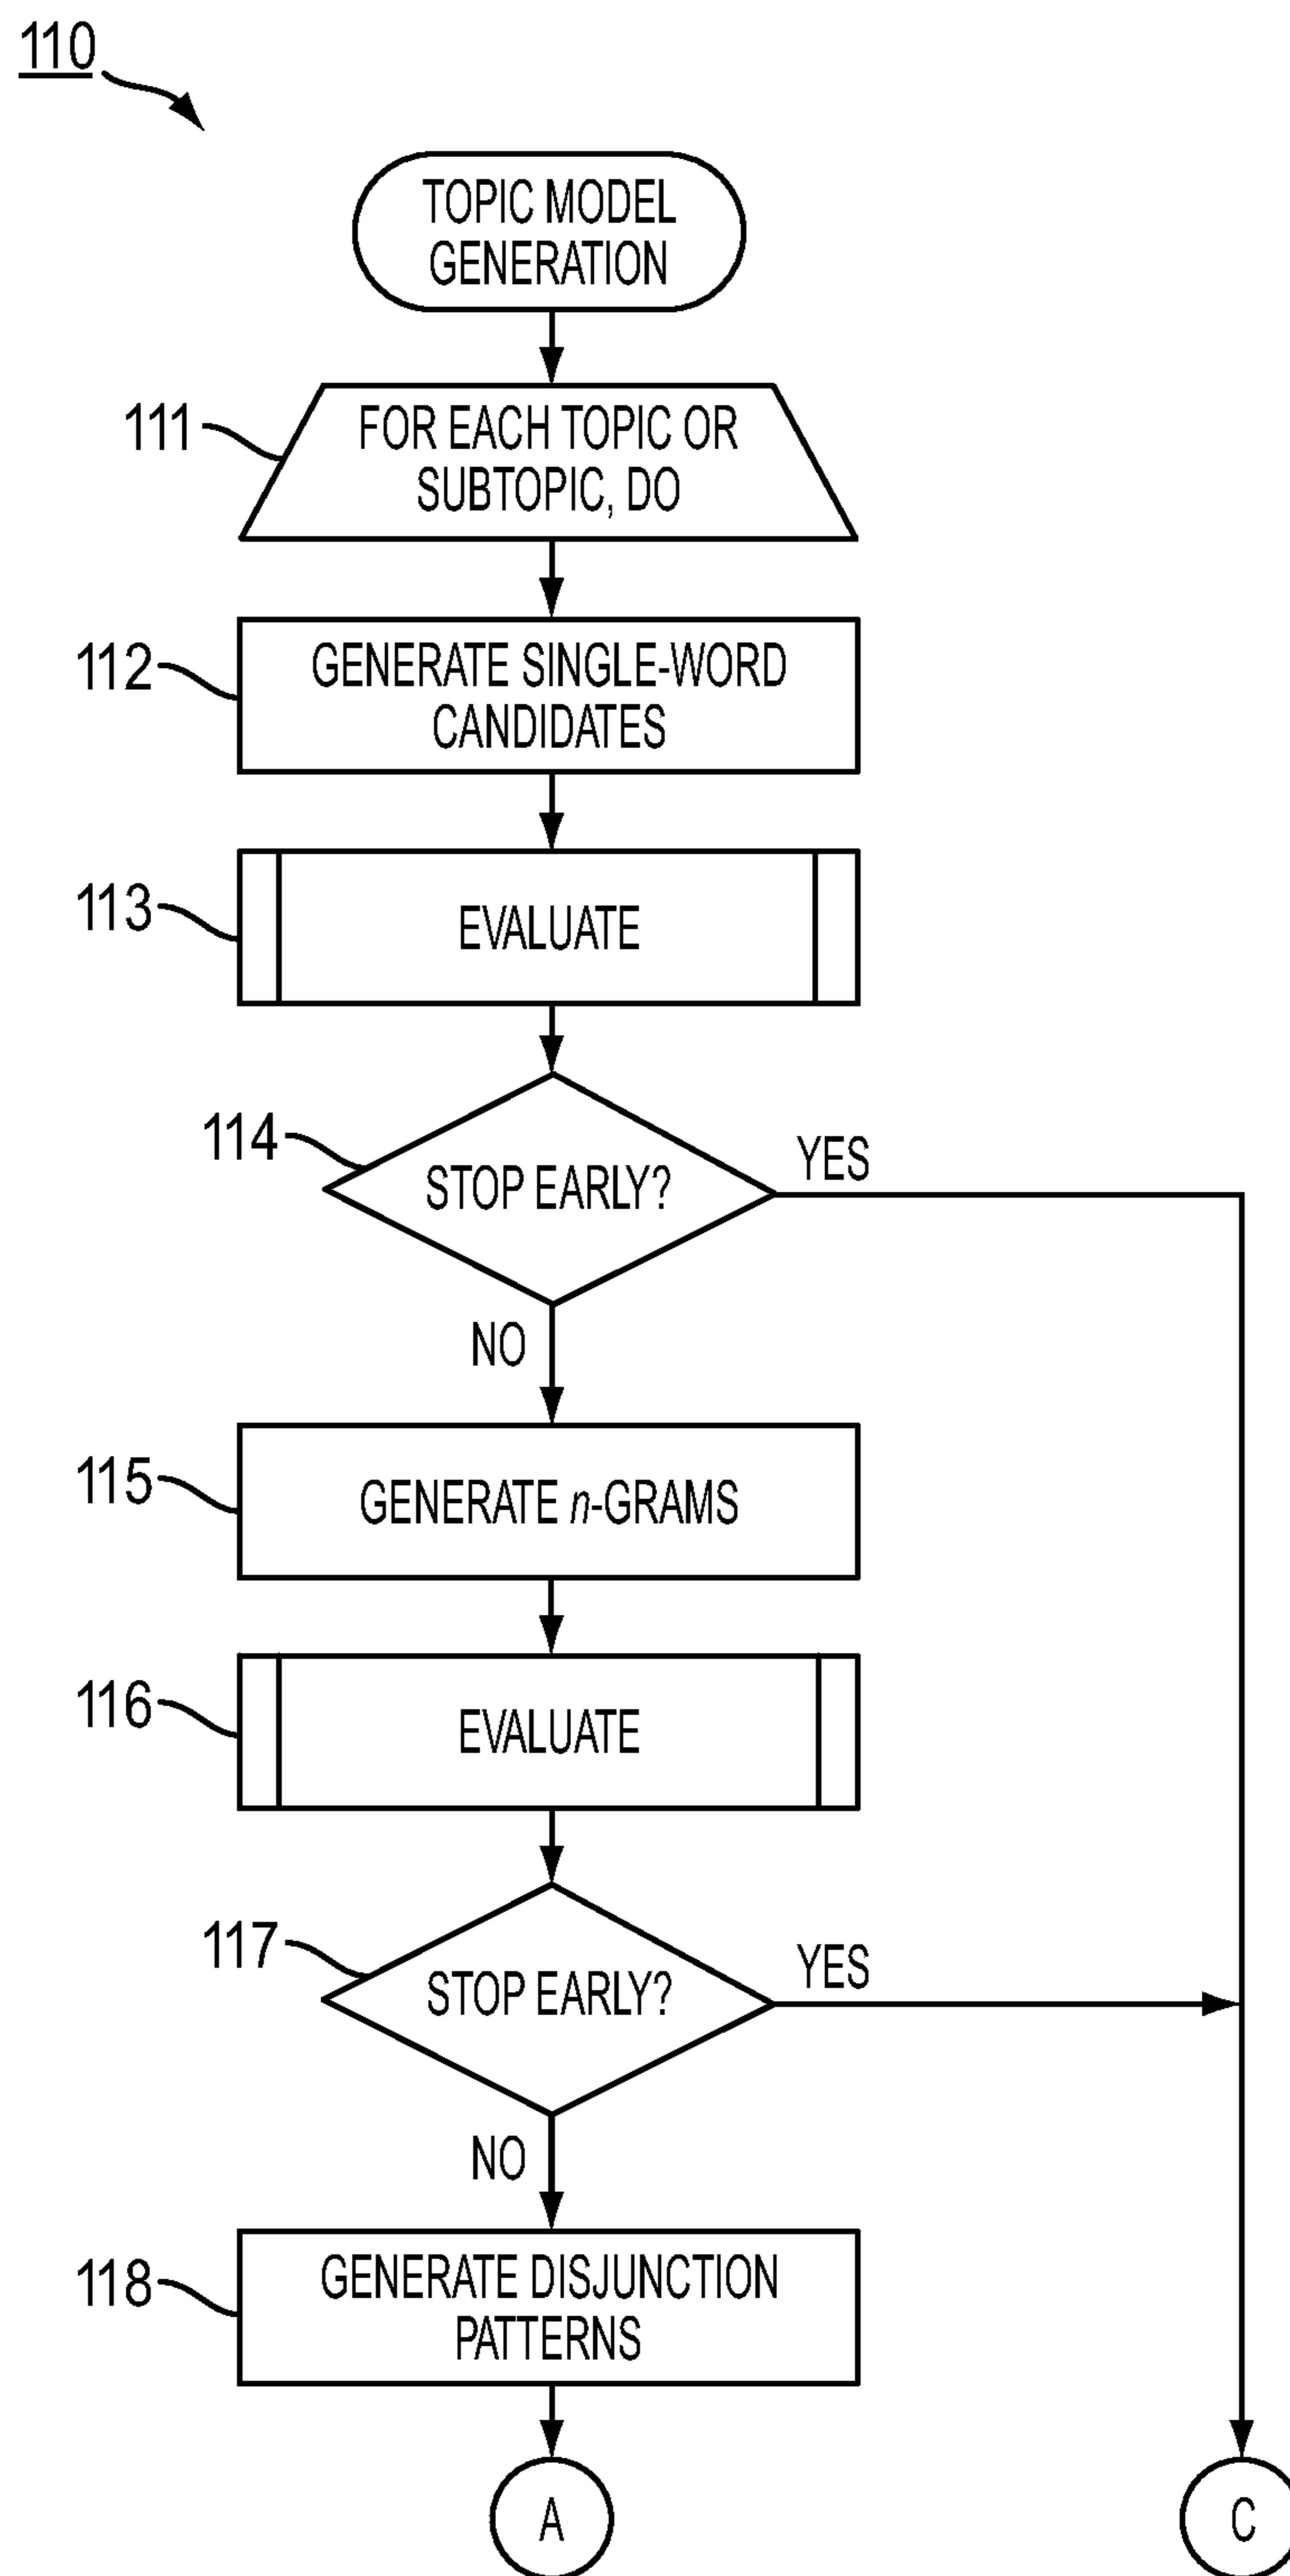 110
TOPIC MODEL
GENERATION
111
FOR EACH TOPIC OR
SUBTOPIC, DO
112
GENERATE SINGLE-WORD
CANDIDATES
113
EVALUATE
114
STOP EARLY?
YES
NO
115
GENERATE n-GRAMS
116
EVALUATE
117
STOP EARLY?
YES
NO
118
GENERATE DISJUNCTION
PATTERNS
A
C